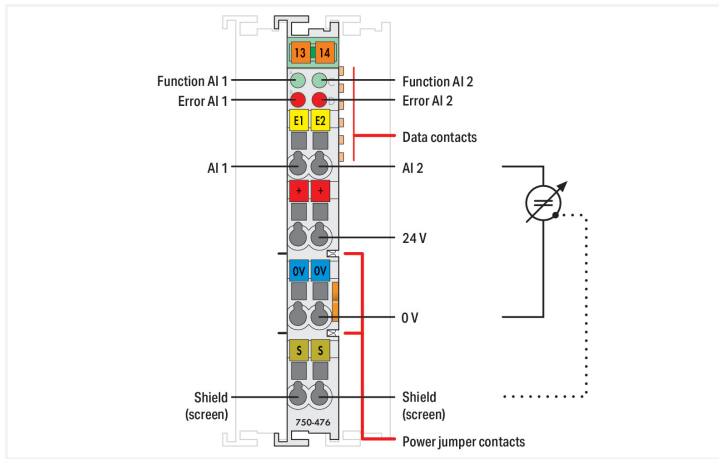 13 14
A C
Function AI 1
Function AI 2
Error AI 1
Error AI 2
E1 E2
Data contacts
AI 1
AI 2
+ +
24 V
0V 0V
0 V
S S
Shield
(screen)
Shield
(screen)
750-476
Power jumper contacts